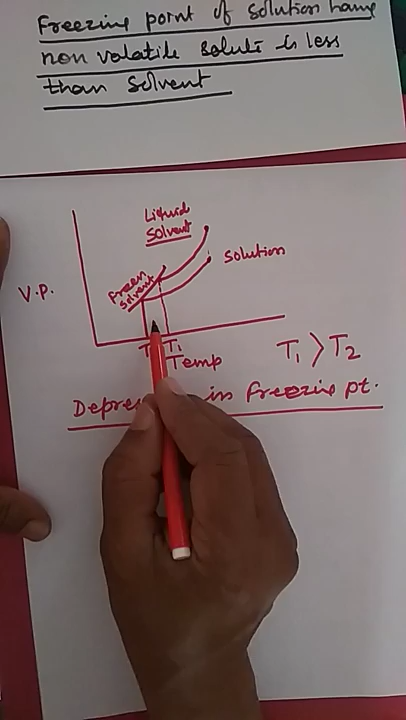 Freezing point of solution having
non volatile solute is less
than solvent
Liquid
solvent
solution
Frozen
solvent
V.P.
T T1
Temp
T1 > T2
in freezing pt.